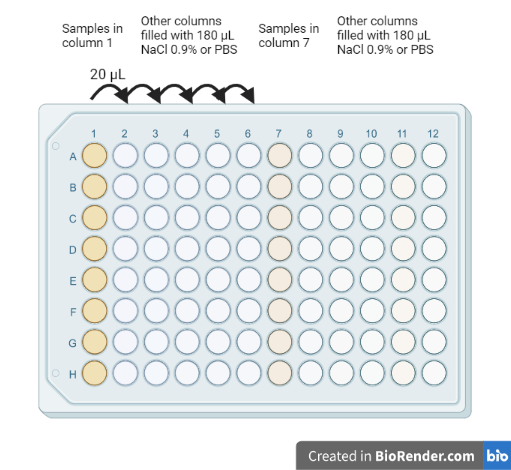 Samples in
column 1
Other columns
filled with 180 µL
NaCl 0.9% or PBS
Samples in
column 7
Other columns
filled with 180 µL
NaCl 0.9% or PBS
20 µL
1 2 3 4 5 6 7 8 9 10 11 12
A
B
C
D
E
F
G
H
Created in BioRender.com bio